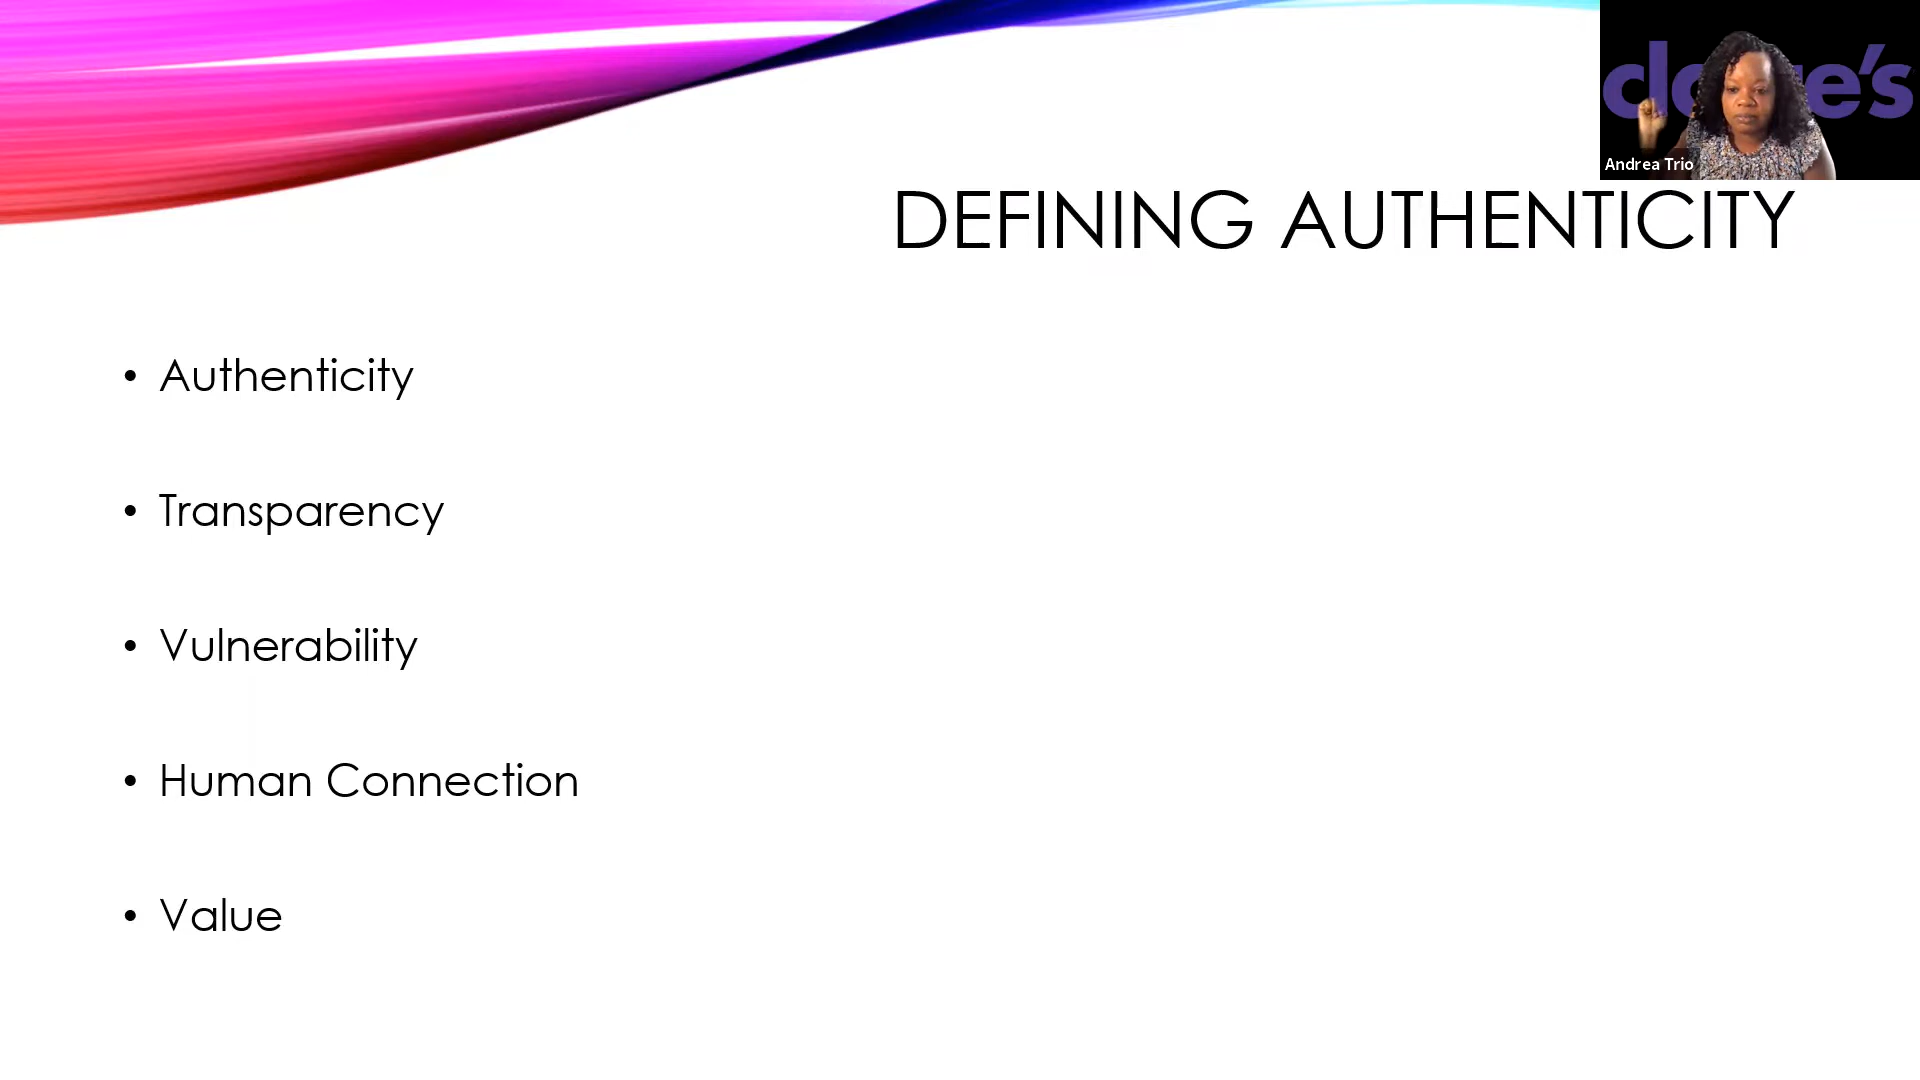 Andrea Trio
DEFINING AUTHENTICITY
• Authenticity
• Transparency
• Vulnerability
• Human Connection
• Value